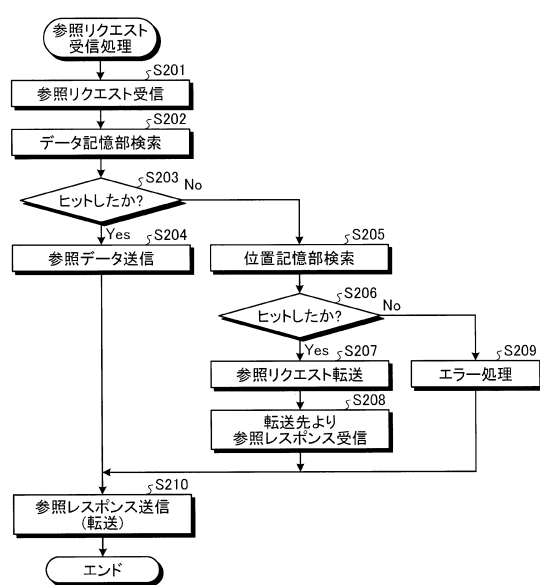 参照リクエスト
受信処理
S201
参照リクエスト受信
S202
データ記憶部検索
S203
ヒットしたか?
No
Yes
S204
参照データ送信
S205
位置記憶部検索
S206
ヒットしたか?
No
Yes
S207
参照リクエスト転送
S209
エラー処理
S208
転送先より
参照レスポンス受信
S210
参照レスポンス送信
(転送)
エンド